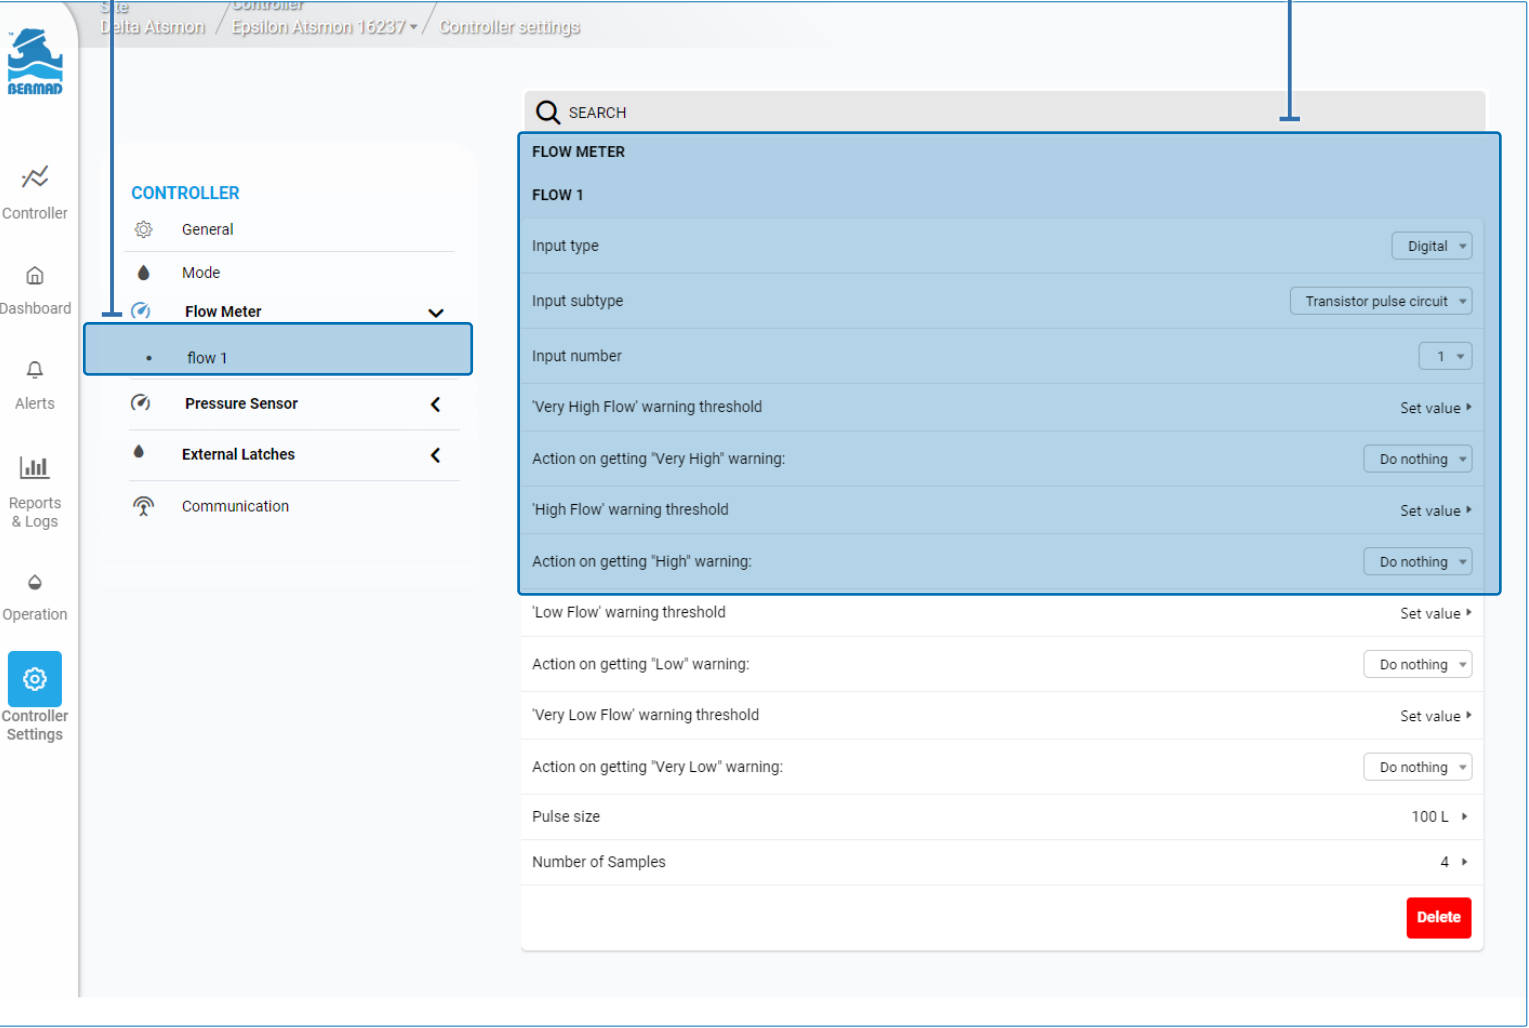 Site / Controller /
Delta Atsmon / Epsilon Atsmon 16237 / Controller settings
BERMAD
Controller
Dashboard
Alerts
Reports
& Logs
Operation
Controller
Settings
CONTROLLER
General
Mode
Flow Meter
• flow 1
Pressure Sensor
External Latches
Communication
SEARCH
FLOW METER
FLOW 1
Input type Digital
Input subtype Transistor pulse circuit
Input number 1
'Very High Flow' warning threshold Set value
Action on getting "Very High" warning: Do nothing
'High Flow' warning threshold Set value
Action on getting "High" warning: Do nothing
'Low Flow' warning threshold Set value
Action on getting "Low" warning: Do nothing
'Very Low Flow' warning threshold Set value
Action on getting "Very Low" warning: Do nothing
Pulse size 100 L
Number of Samples 4
Delete